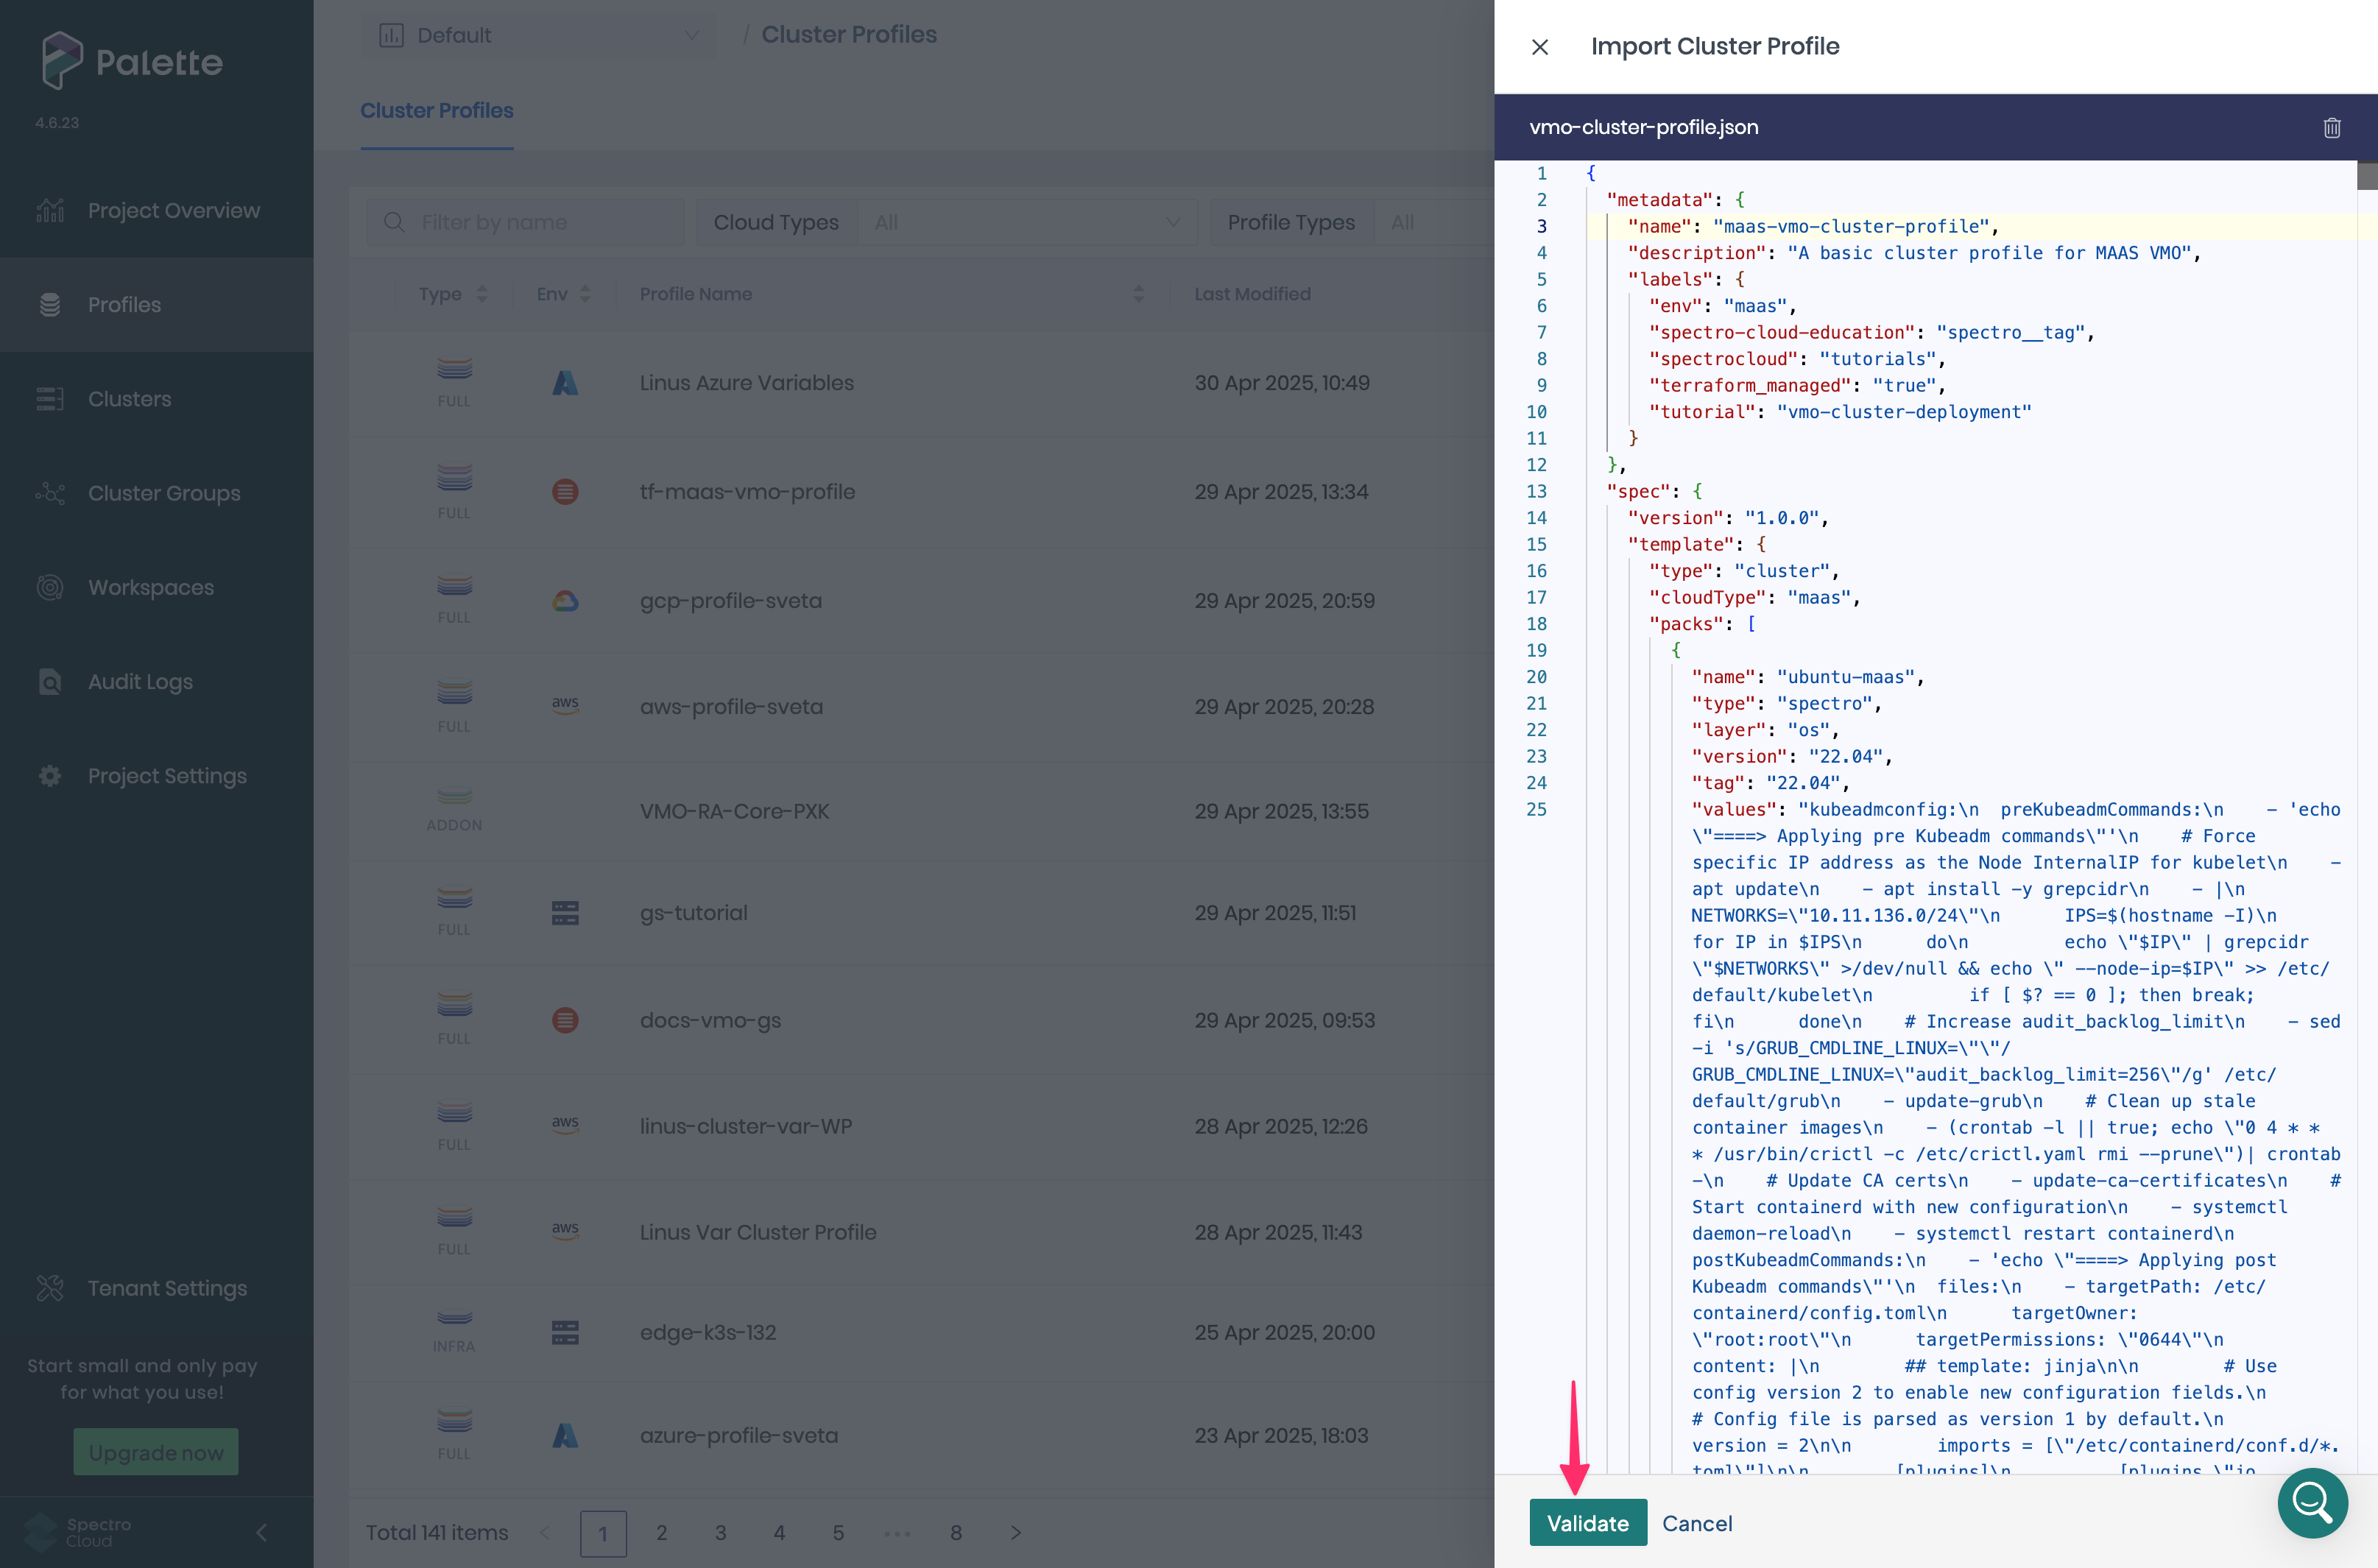 Palette
4.6.23
Project Overview
Profiles
Clusters
Cluster Groups
Workspaces
Audit Logs
Project Settings
Tenant Settings
Start small and only pay
for what you use!
Upgrade now
Spectro
Cloud
Default
/ Cluster Profiles
Cluster Profiles
Filter by name
Cloud Types All
Profile Types All
Type Env Profile Name Last Modified
FULL Linus Azure Variables 30 Apr 2025, 10:49
FULL tf-maas-vmo-profile 29 Apr 2025, 13:34
FULL gcp-profile-sveta 29 Apr 2025, 20:59
FULL aws aws-profile-sveta 29 Apr 2025, 20:28
ADDON VMO-RA-Core-PXK 29 Apr 2025, 13:55
FULL gs-tutorial 29 Apr 2025, 11:51
FULL docs-vmo-gs 29 Apr 2025, 09:53
FULL aws linus-cluster-var-WP 28 Apr 2025, 12:26
FULL aws Linus Var Cluster Profile 28 Apr 2025, 11:43
INFRA edge-k3s-132 25 Apr 2025, 20:00
FULL azure-profile-sveta 23 Apr 2025, 18:03
Total 141 items < 1 2 3 4 5 ••• 8 >
Import Cluster Profile
vmo-cluster-profile.json
1 {
2 "metadata": {
3 "name": "maas-vmo-cluster-profile",
4 "description": "A basic cluster profile for MAAS VMO",
5 "labels": {
6 "env": "maas",
7 "spectro-cloud-education": "spectro__tag",
8 "spectrocloud": "tutorials",
9 "terraform_managed": "true",
10 "tutorial": "vmo-cluster-deployment"
11 }
12 },
13 "spec": {
14 "version": "1.0.0",
15 "template": {
16 "type": "cluster",
17 "cloudType": "maas",
18 "packs": [
19 {
20 "name": "ubuntu-maas",
21 "type": "spectro",
22 "layer": "os",
23 "version": "22.04",
24 "tag": "22.04",
25 "values": "kubeadmconfig:\n  preKubeadmCommands:\n    - 'echo
\"====> Applying pre Kubeadm commands\"'\n    # Force
specific IP address as the Node InternalIP for kubelet\n    -
apt update\n    - apt install -y grepcidr\n    - |\n
NETWORKS=\"10.11.136.0/24\"\n      IPS=$(hostname -I)\n
for IP in $IPS\n      do\n         echo \"$IP\" | grepcidr
\"$NETWORKS\" >/dev/null && echo \" --node-ip=$IP\" >> /etc/
default/kubelet\n         if [ $? == 0 ]; then break;
fi\n      done\n    # Increase audit_backlog_limit\n    - sed
-i 's/GRUB_CMDLINE_LINUX=\"\"/
GRUB_CMDLINE_LINUX=\"audit_backlog_limit=256\"/g' /etc/
default/grub\n    - update-grub\n    # Clean up stale
container images\n    - (crontab -l || true; echo \"0 4 * *
* /usr/bin/crictl -c /etc/crictl.yaml rmi --prune\")| crontab
-\n    # Update CA certs\n    - update-ca-certificates\n    #
Start containerd with new configuration\n    - systemctl
daemon-reload\n    - systemctl restart containerd\n
postKubeadmCommands:\n    - 'echo \"====> Applying post
Kubeadm commands\"'\n  files:\n    - targetPath: /etc/
containerd/config.toml\n      targetOwner:
\"root:root\"\n      targetPermissions: \"0644\"\n
content: |\n        ## template: jinja\n\n        # Use
config version 2 to enable new configuration fields.\n
# Config file is parsed as version 1 by default.\n
version = 2\n\n        imports = [\"/etc/containerd/conf.d/*.
toml\"]\n\n        [plugins]\n          [plugins.\"io.
Validate Cancel